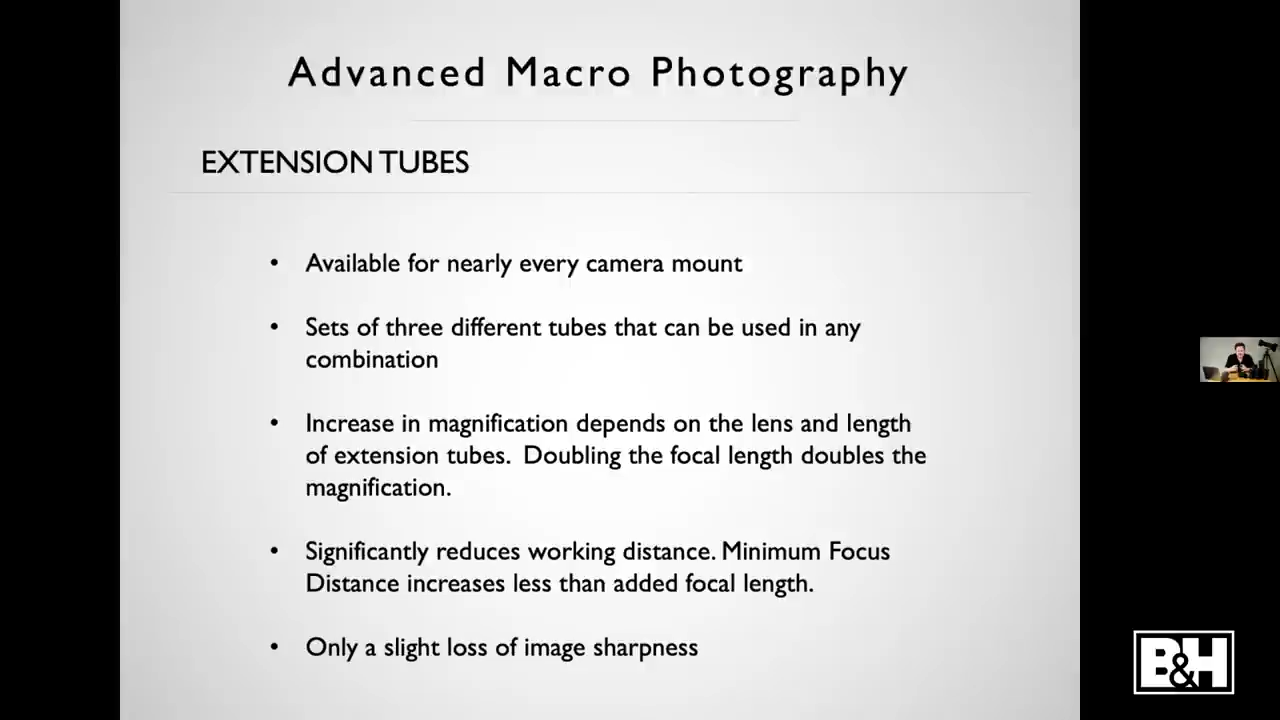 Advanced Macro Photography
EXTENSION TUBES
• Available for nearly every camera mount
• Sets of three different tubes that can be used in any
combination
• Increase in magnification depends on the lens and length
of extension tubes. Doubling the focal length doubles the
magnification.
• Significantly reduces working distance. Minimum Focus
Distance increases less than added focal length.
• Only a slight loss of image sharpness
B&H